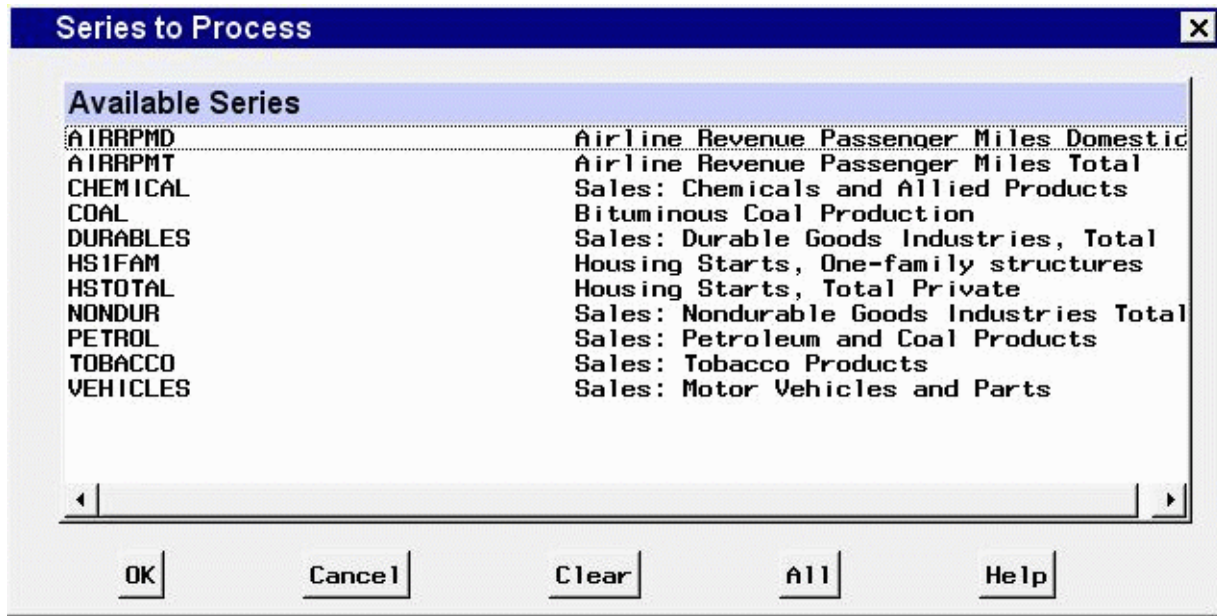 Series to Process
Available Series
AIRRPMD Airline Revenue Passenger Miles Domestic
AIRRPMT Airline Revenue Passenger Miles Total
CHEMICAL Sales: Chemicals and Allied Products
COAL Bituminous Coal Production
DURABLES Sales: Durable Goods Industries, Total
HS1FAM Housing Starts, One-family structures
HSTOTAL Housing Starts, Total Private
NONDUR Sales: Nondurable Goods Industries Total
PETROL Sales: Petroleum and Coal Products
TOBACCO Sales: Tobacco Products
VEHICLES Sales: Motor Vehicles and Parts
OK Cancel Clear All Help